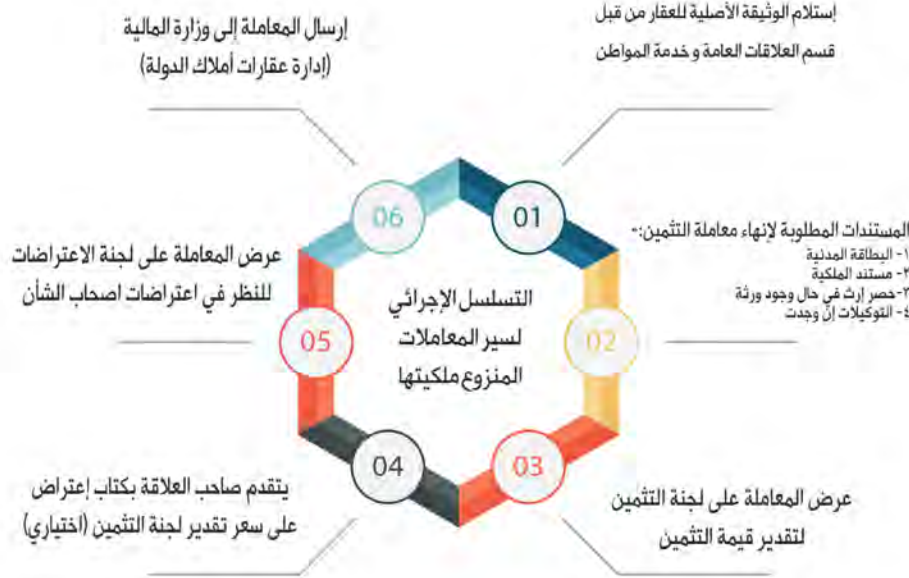 إستلام الوثيقة الأصلية للعقار من قبل
قسم العلاقات العامة و خدمة المواطن
01
المستندات المطلوبة لإنهاء معاملة التثمين:-
١- البطاقة المدنية
٢- مستند الملكية
٣-حصر إرث في حال وجود ورثة
٤- التوكيلات إن وجدت
02
عرض المعاملة على لجنة التثمين
لتقدير قيمة التثمين
03
يتقدم صاحب العلاقة بكتاب إعتراض
على سعر تقدير لجنة التثمين (اختياري)
04
عرض المعاملة على لجنة الاعتراضات
للنظر في اعتراضات اصحاب الشأن
05
إرسال المعاملة إلى وزارة المالية
(إدارة عقارات أملاك الدولة)
06
التسلسل الإجرائي
لسير المعاملات
المنزوع ملكيتها